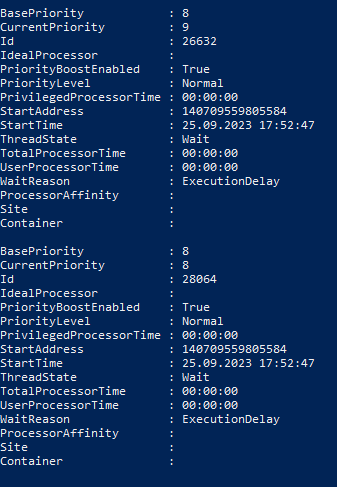 BasePriority : 8
CurrentPriority : 9
Id : 26632
IdealProcessor :
PriorityBoostEnabled : True
PriorityLevel : Normal
PrivilegedProcessorTime : 00:00:00
StartAddress : 140709559805584
StartTime : 25.09.2023 17:52:47
ThreadState : Wait
TotalProcessorTime : 00:00:00
UserProcessorTime : 00:00:00
WaitReason : ExecutionDelay
ProcessorAffinity :
Site :
Container :
BasePriority : 8
CurrentPriority : 8
Id : 28064
IdealProcessor :
PriorityBoostEnabled : True
PriorityLevel : Normal
PrivilegedProcessorTime : 00:00:00
StartAddress : 140709559805584
StartTime : 25.09.2023 17:52:47
ThreadState : Wait
TotalProcessorTime : 00:00:00
UserProcessorTime : 00:00:00
WaitReason : ExecutionDelay
ProcessorAffinity :
Site :
Container :